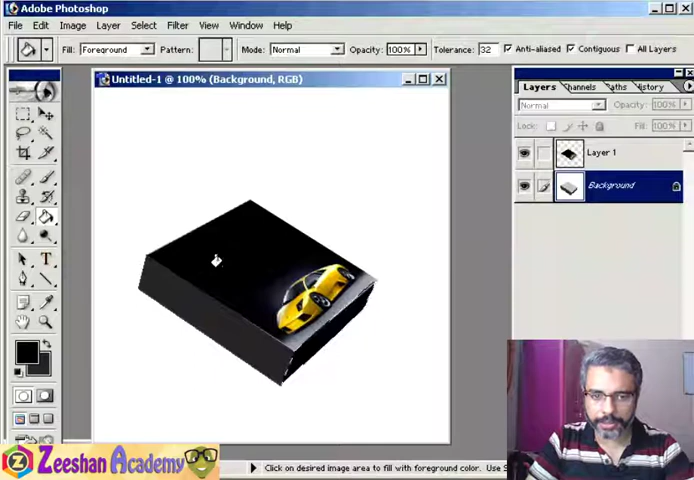 Adobe Photoshop
File Edit Image Layer Select Filter View Window Help
Fill: Foreground Pattern: Mode: Normal Opacity: 100% Tolerance: 32 Anti-aliased Contiguous All Layers
Untitled-1 @ 100% (Background, RGB)
Layers Channels Paths History
Normal Opacity: 100%
Lock: Fill: 100%
Layer 1
Background
T
Zeeshan Academy
Click on desired image area to fill with foreground color. Use S